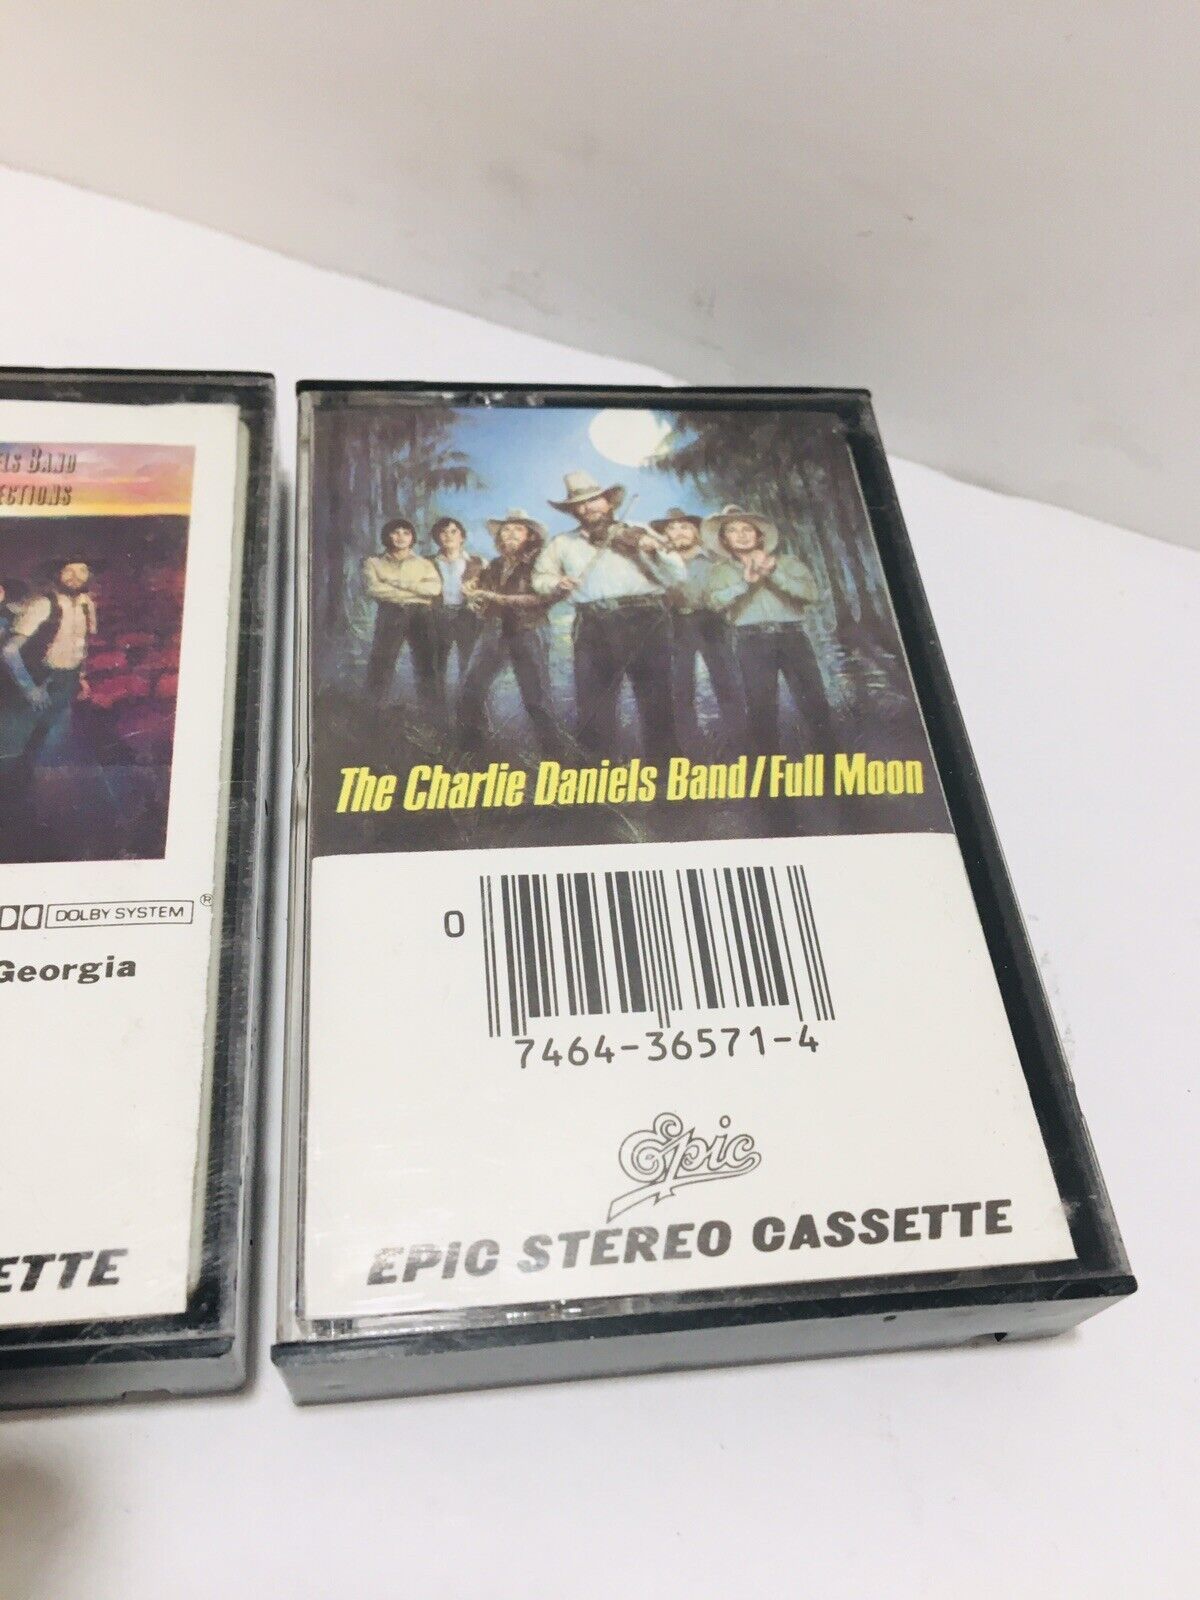 ELS BAND
ECTIONS
DOLBY SYSTEM ®
Georgia
ETTE
The Charlie Daniels Band/Full Moon
0
7464-36571-4
Epic
EPIC STEREO CASSETTE